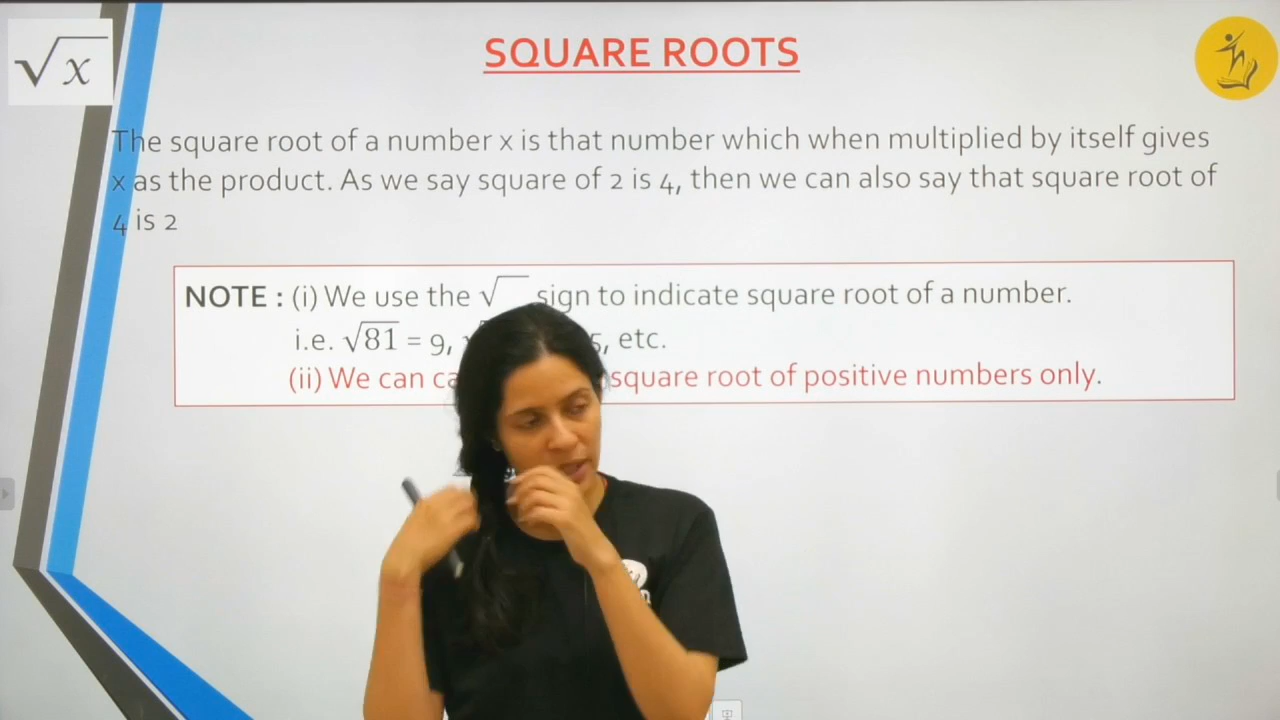 √x
SQUARE ROOTS
The square root of a number x is that number which when multiplied by itself gives
x as the product. As we say square of 2 is 4, then we can also say that square root of
4 is 2
NOTE : (i) We use the √ sign to indicate square root of a number.
i.e. √81 = 9, 5, etc.
(ii) We can square root of positive numbers only.